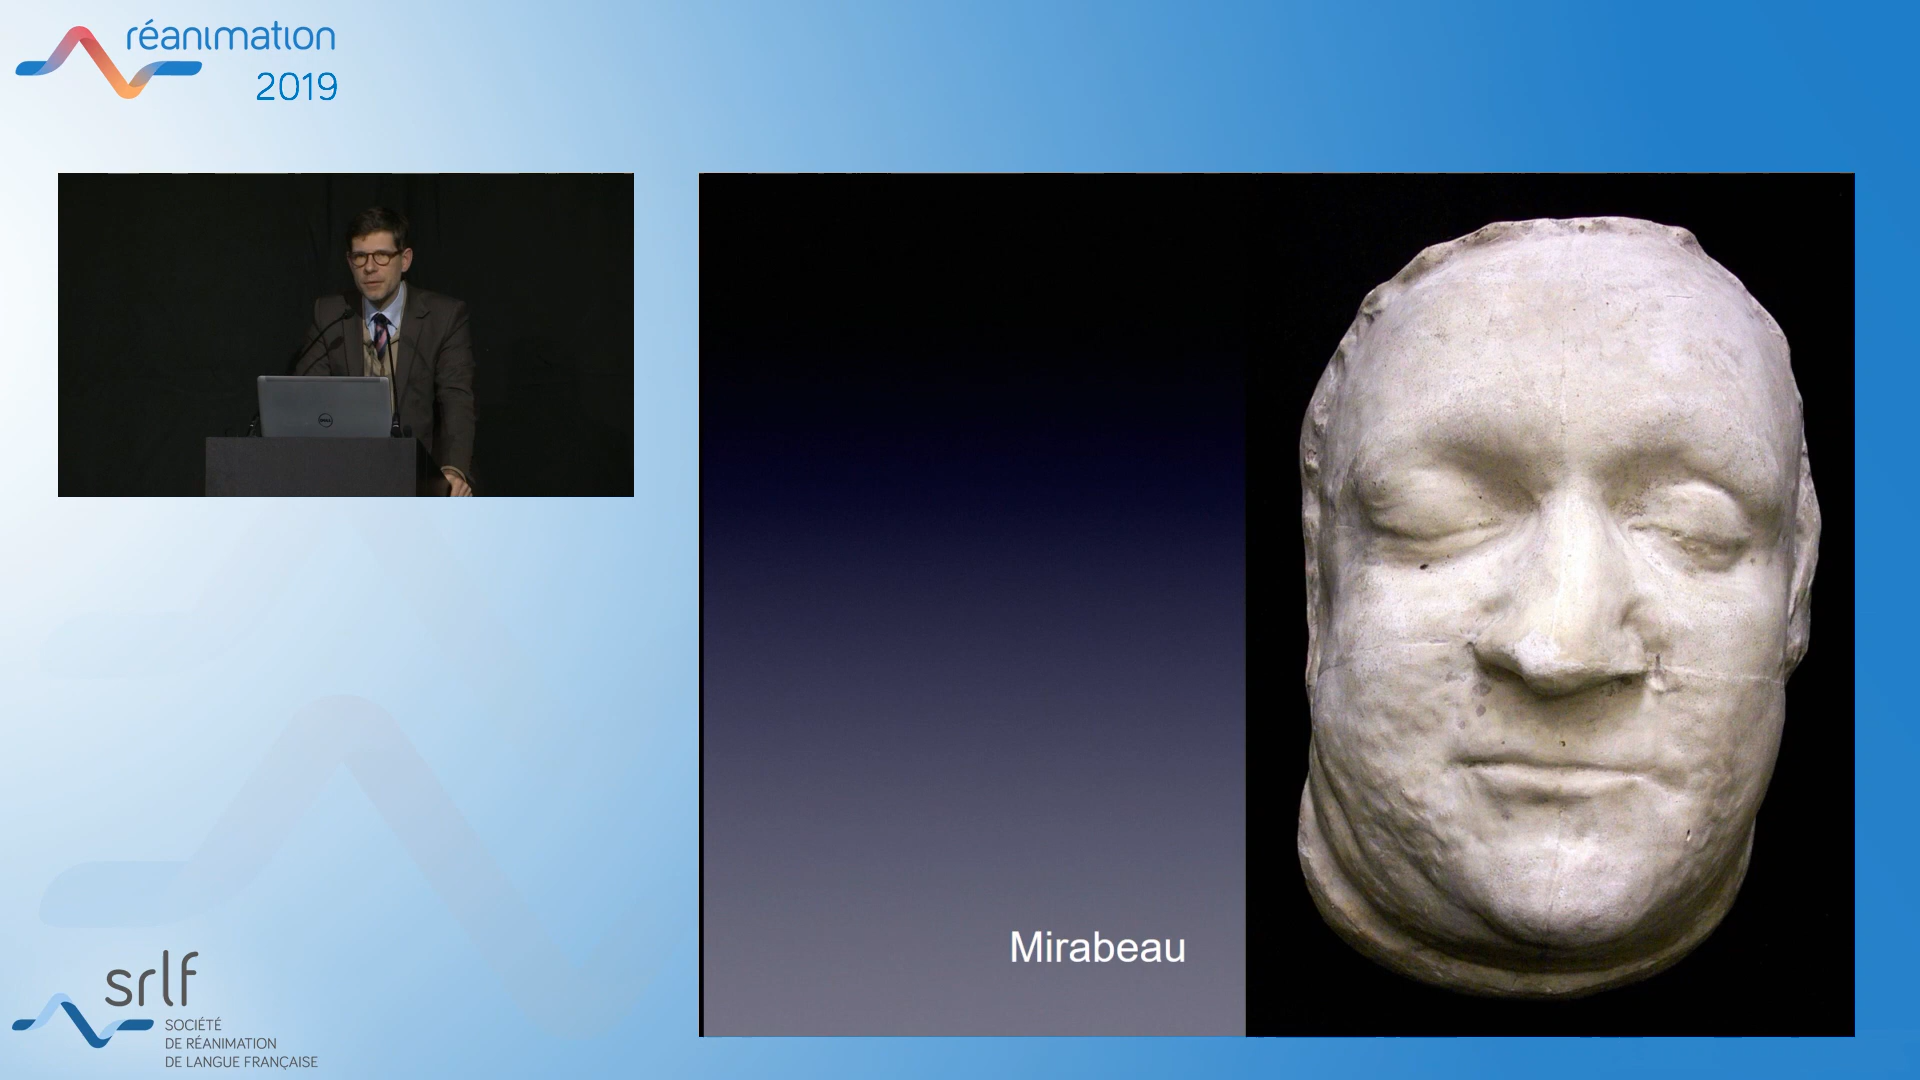 réanimation
2019
Mirabeau
srlf
SOCIÉTÉ
DE RÉANIMATION
DE LANGUE FRANÇAISE